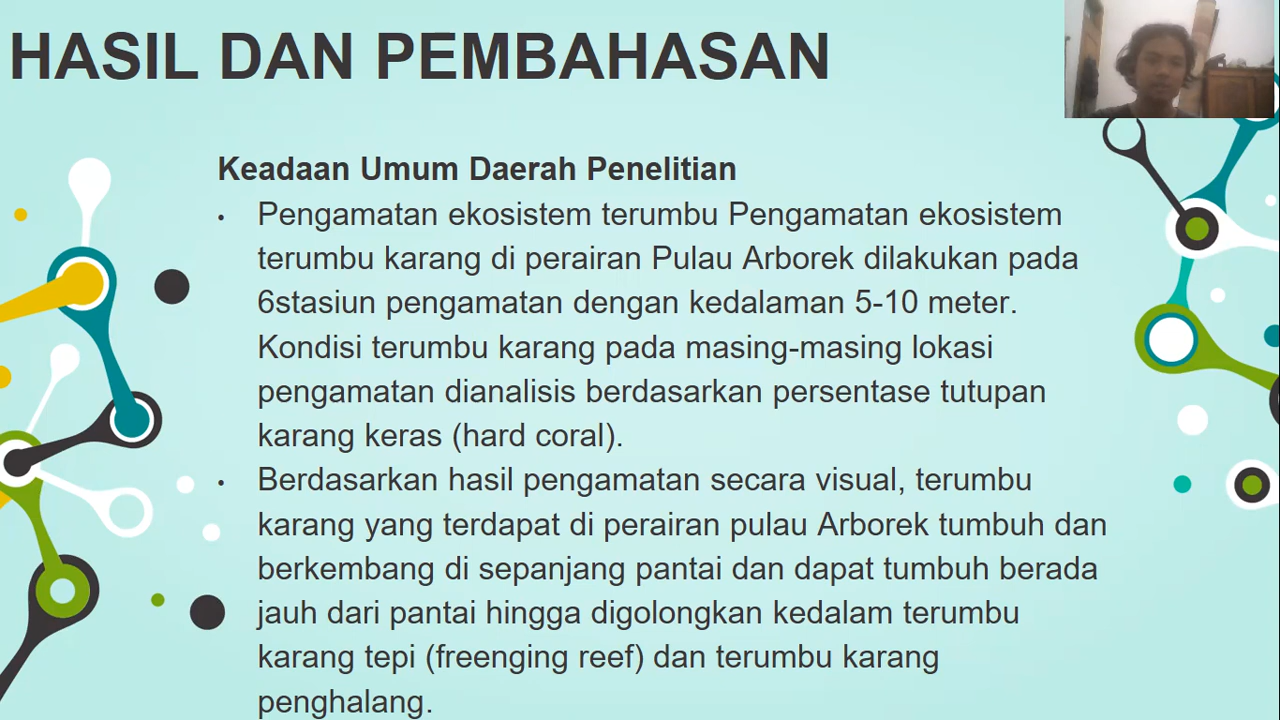 HASIL DAN PEMBAHASAN
Keadaan Umum Daerah Penelitian
• Pengamatan ekosistem terumbu Pengamatan ekosistem
terumbu karang di perairan Pulau Arborek dilakukan pada
6stasiun pengamatan dengan kedalaman 5-10 meter.
Kondisi terumbu karang pada masing-masing lokasi
pengamatan dianalisis berdasarkan persentase tutupan
karang keras (hard coral).
• Berdasarkan hasil pengamatan secara visual, terumbu
karang yang terdapat di perairan pulau Arborek tumbuh dan
berkembang di sepanjang pantai dan dapat tumbuh berada
jauh dari pantai hingga digolongkan kedalam terumbu
karang tepi (freenging reef) dan terumbu karang
penghalang.